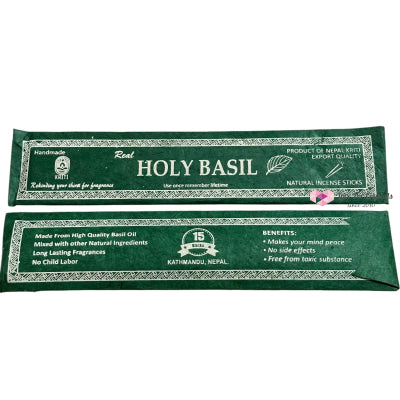 Handmade
KRITI
Refreshing your thirst for fragrance
Real
HOLY BASIL
Use once remember lifetime
PRODUCT OF NEPAL KRITI
EXPORT QUALITY
NATURAL INCENSE STICKS
Made From High Quality Basil Oil
Mixed with other Natural Ingredients
Long Lasting Fragrances
No Child Labor
15
STICKS
KATHMANDU, NEPAL
BENEFITS:
• Makes your mind peace
• No side effects
• Free from toxic substance